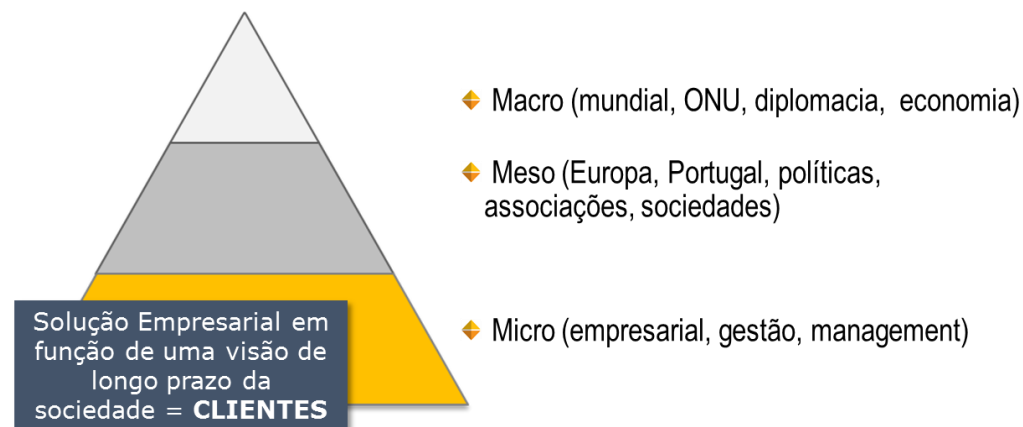 Macro (mundial, ONU, diplomacia, economia)
Meso (Europa, Portugal, políticas,
associações, sociedades)
Micro (empresarial, gestão, management)
Solução Empresarial em
função de uma visão de
longo prazo da
sociedade = CLIENTES